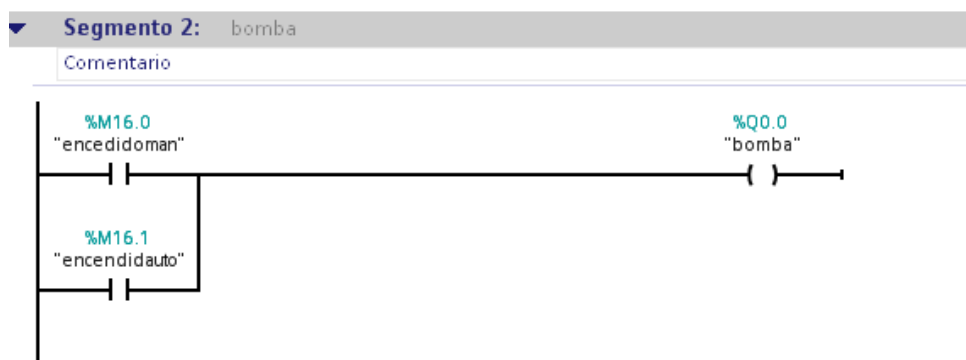 Segmento 2: bomba
Comentario
%M16.0
"encedidoman"
%Q0.0
"bomba"
%M16.1
"encendidauto"